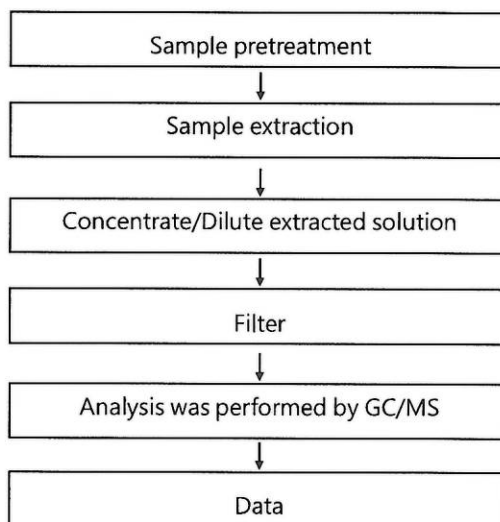 Sample pretreatment
Sample extraction
Concentrate/Dilute extracted solution
Filter
Analysis was performed by GC/MS
Data